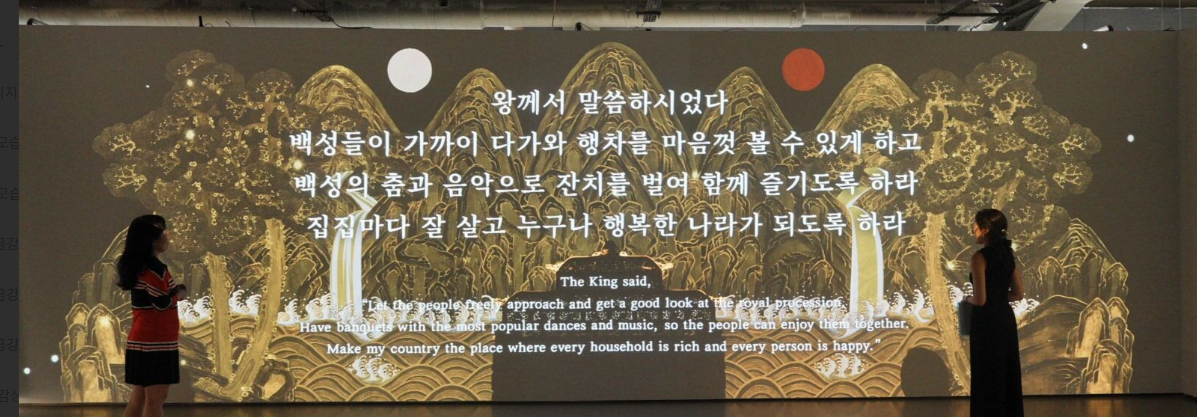 왕께서 말씀하시었다
백성들이 가까이 다가와 행차를 마음껏 볼 수 있게 하고
백성의 춤과 음악으로 잔치를 벌여 함께 즐기도록 하라
집집마다 잘 살고 누구나 행복한 나라가 되도록 하라
The King said,
"Let the people freely approach and get a good look at the royal procession.
Have banquets with the most popular dances and music, so the people can enjoy them together.
Make my country the place where every household is rich and every person is happy."